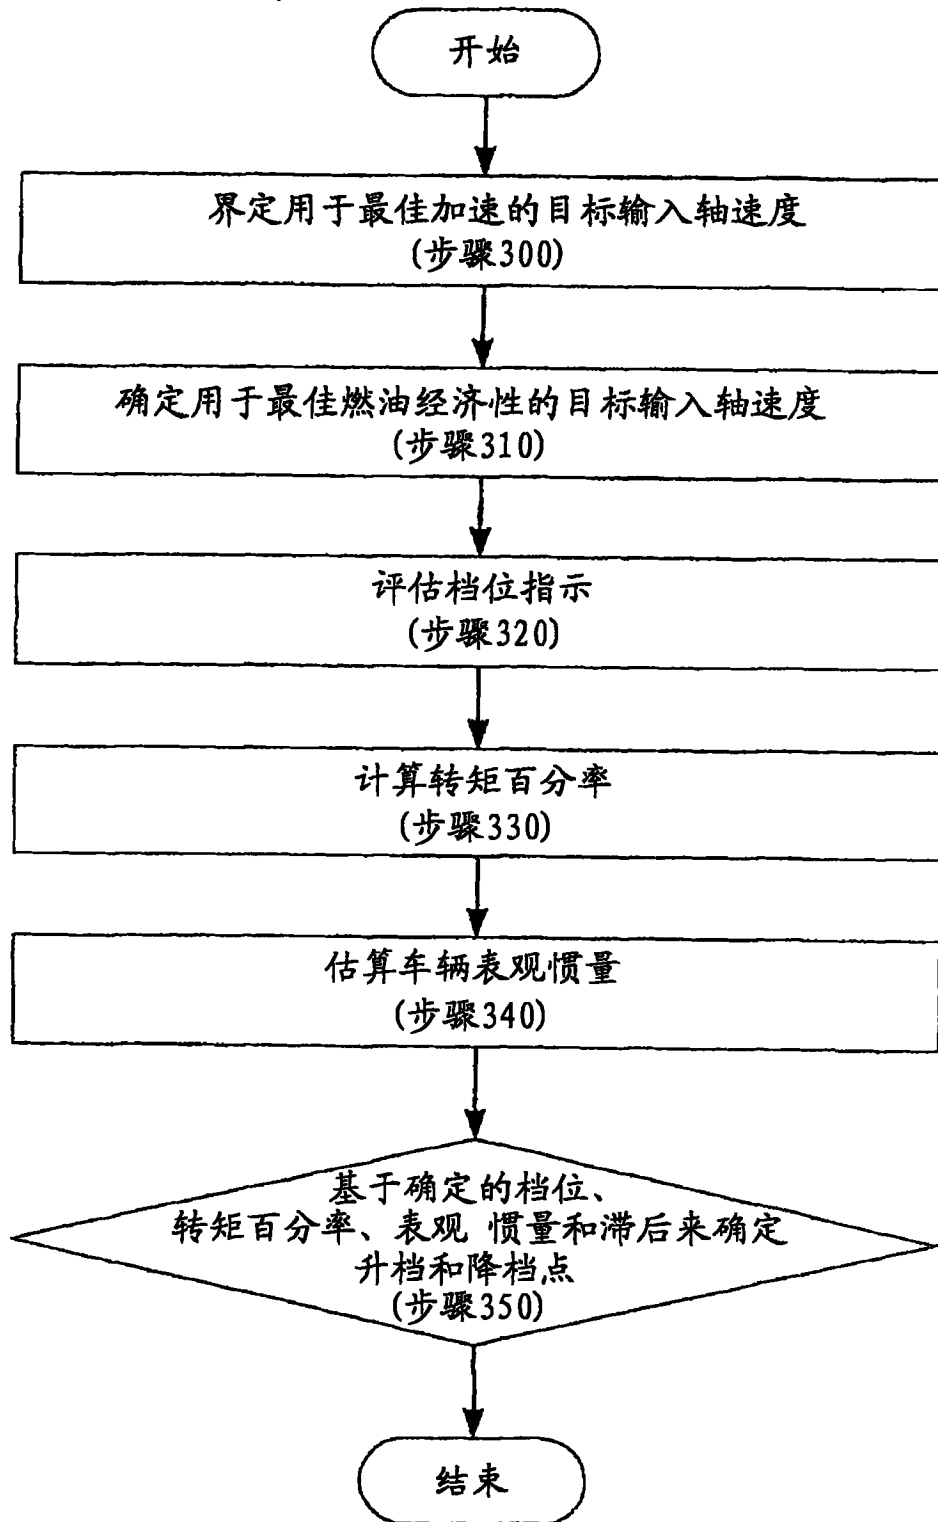 开始
界定用于最佳加速的目标输入轴速度
(步骤300)
确定用于最佳燃油经济性的目标输入轴速度
(步骤310)
评估档位指示
(步骤320)
计算转矩百分率
(步骤330)
估算车辆表观惯量
(步骤340)
基于确定的档位、
转矩百分率、表观 惯量和滞后来确定
升档和降档点
(步骤350)
结束